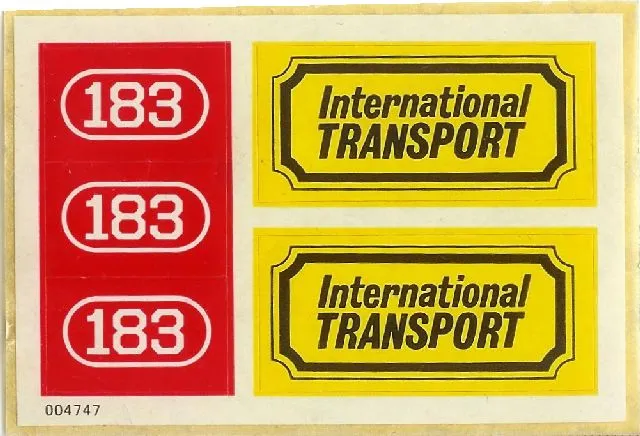 183
183
183
International
TRANSPORT
International
TRANSPORT
004747